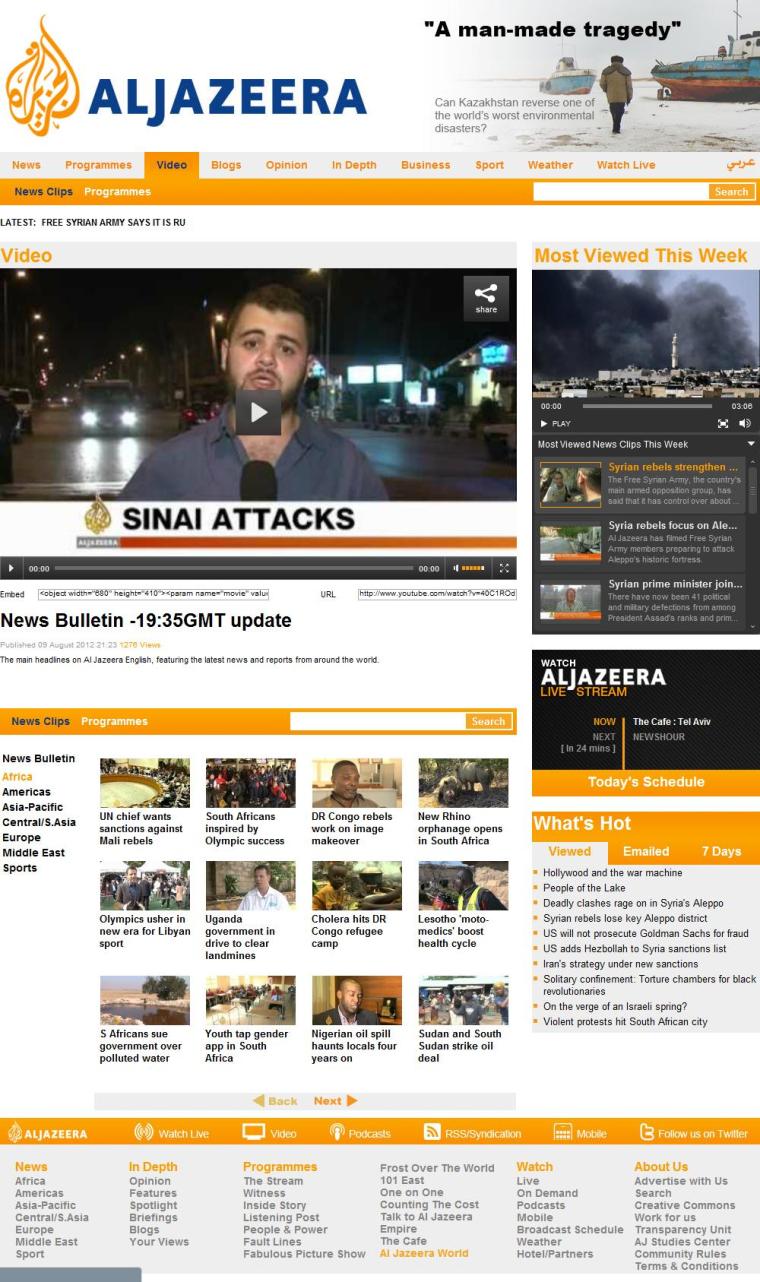 "A man-made tragedy"
ALJAZEERA
Can Kazakhstan reverse one of
the world's worst environmental
disasters?
News Programmes Video Blogs Opinion In Depth Business Sport Weather Watch Live عربي
News Clips Programmes Search
LATEST: FREE SYRIAN ARMY SAYS IT IS RU
Video
share
SINAI ATTACKS
ALJAZEERA
00:00 00:00
Embed <object width="680" height="410"><param name="movie" valu URL http://www.youtube.com/watch?v=40C1ROd
News Bulletin -19:35GMT update
Published 09 August 2012 21:23 1276 Views
The main headlines on Al Jazeera English, featuring the latest news and reports from around the world.
Most Viewed This Week
00:00 03:06
PLAY
Most Viewed News Clips This Week
Syrian rebels strengthen ...
The Free Syrian Army, the country's
main armed opposition group, has
said that it has control over about ...
Syria rebels focus on Ale...
Al Jazeera has filmed Free Syrian
Army members preparing to attack
Aleppo's historic fortress.
Syrian prime minister join...
There have now been 41 political
and military defections from among
President Assad's ranks and prim...
WATCH
ALJAZEERA
LIVE STREAM
NOW The Cafe : Tel Aviv
NEXT NEWSHOUR
[ In 24 mins ]
Today's Schedule
News Clips Programmes Search
News Bulletin
Africa
Americas
Asia-Pacific
Central/S.Asia
Europe
Middle East
Sports
UN chief wants
sanctions against
Mali rebels
South Africans
inspired by
Olympic success
DR Congo rebels
work on image
makeover
New Rhino
orphanage opens
in South Africa
Olympics usher in
new era for Libyan
sport
Uganda
government in
drive to clear
landmines
Cholera hits DR
Congo refugee
camp
Lesotho 'moto-
medics' boost
health cycle
S Africans sue
government over
polluted water
Youth tap gender
app in South
Africa
Nigerian oil spill
haunts locals four
years on
Sudan and South
Sudan strike oil
deal
Back Next
What's Hot
Viewed Emailed 7 Days
Hollywood and the war machine
People of the Lake
Deadly clashes rage on in Syria's Aleppo
Syrian rebels lose key Aleppo district
US will not prosecute Goldman Sachs for fraud
US adds Hezbollah to Syria sanctions list
Iran's strategy under new sanctions
Solitary confinement: Torture chambers for black
revolutionaries
On the verge of an Israeli spring?
Violent protests hit South African city
ALJAZEERA Watch Live Video Podcasts RSS/Syndication Mobile Follow us on Twitter
News
Africa
Americas
Asia-Pacific
Central/S.Asia
Europe
Middle East
Sport
In Depth
Opinion
Features
Spotlight
Briefings
Blogs
Your Views
Programmes
The Stream
Witness
Inside Story
Listening Post
People & Power
Fault Lines
Fabulous Picture Show
Frost Over The World
101 East
One on One
Counting The Cost
Talk to Al Jazeera
Empire
The Cafe
Al Jazeera World
Watch
Live
On Demand
Podcasts
Mobile
Broadcast Schedule
Weather
Hotel/Partners
About Us
Advertise with Us
Search
Creative Commons
Work for us
Transparency Unit
AJ Studies Center
Community Rules
Terms & Conditions